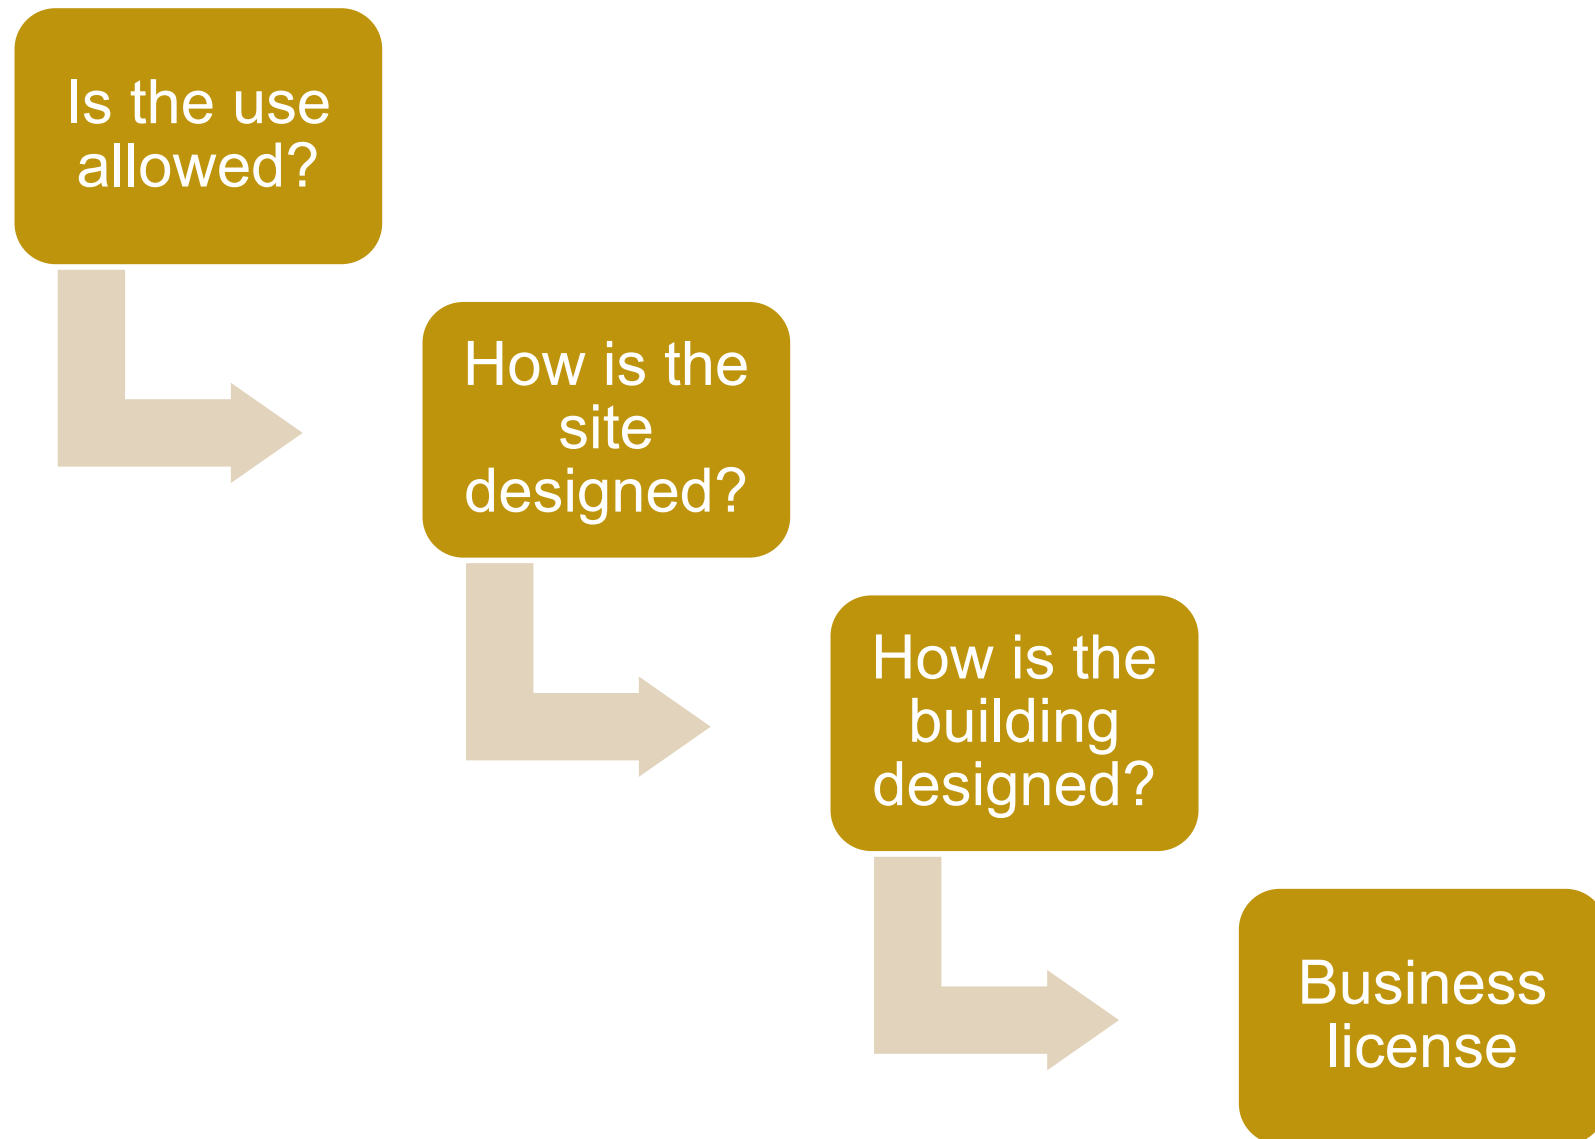 Is the use
allowed?
How is the
site
designed?
How is the
building
designed?
Business
license